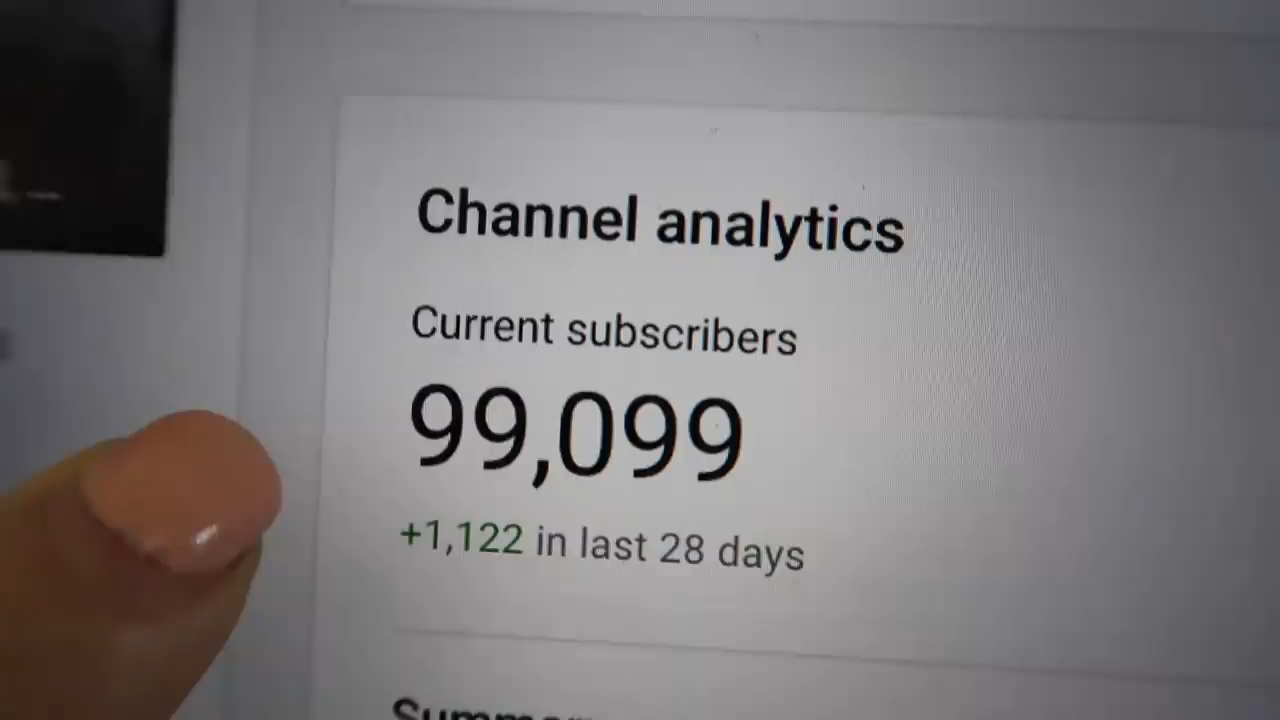 Channel analytics
Current subscribers
99,099
+1,122 in last 28 days